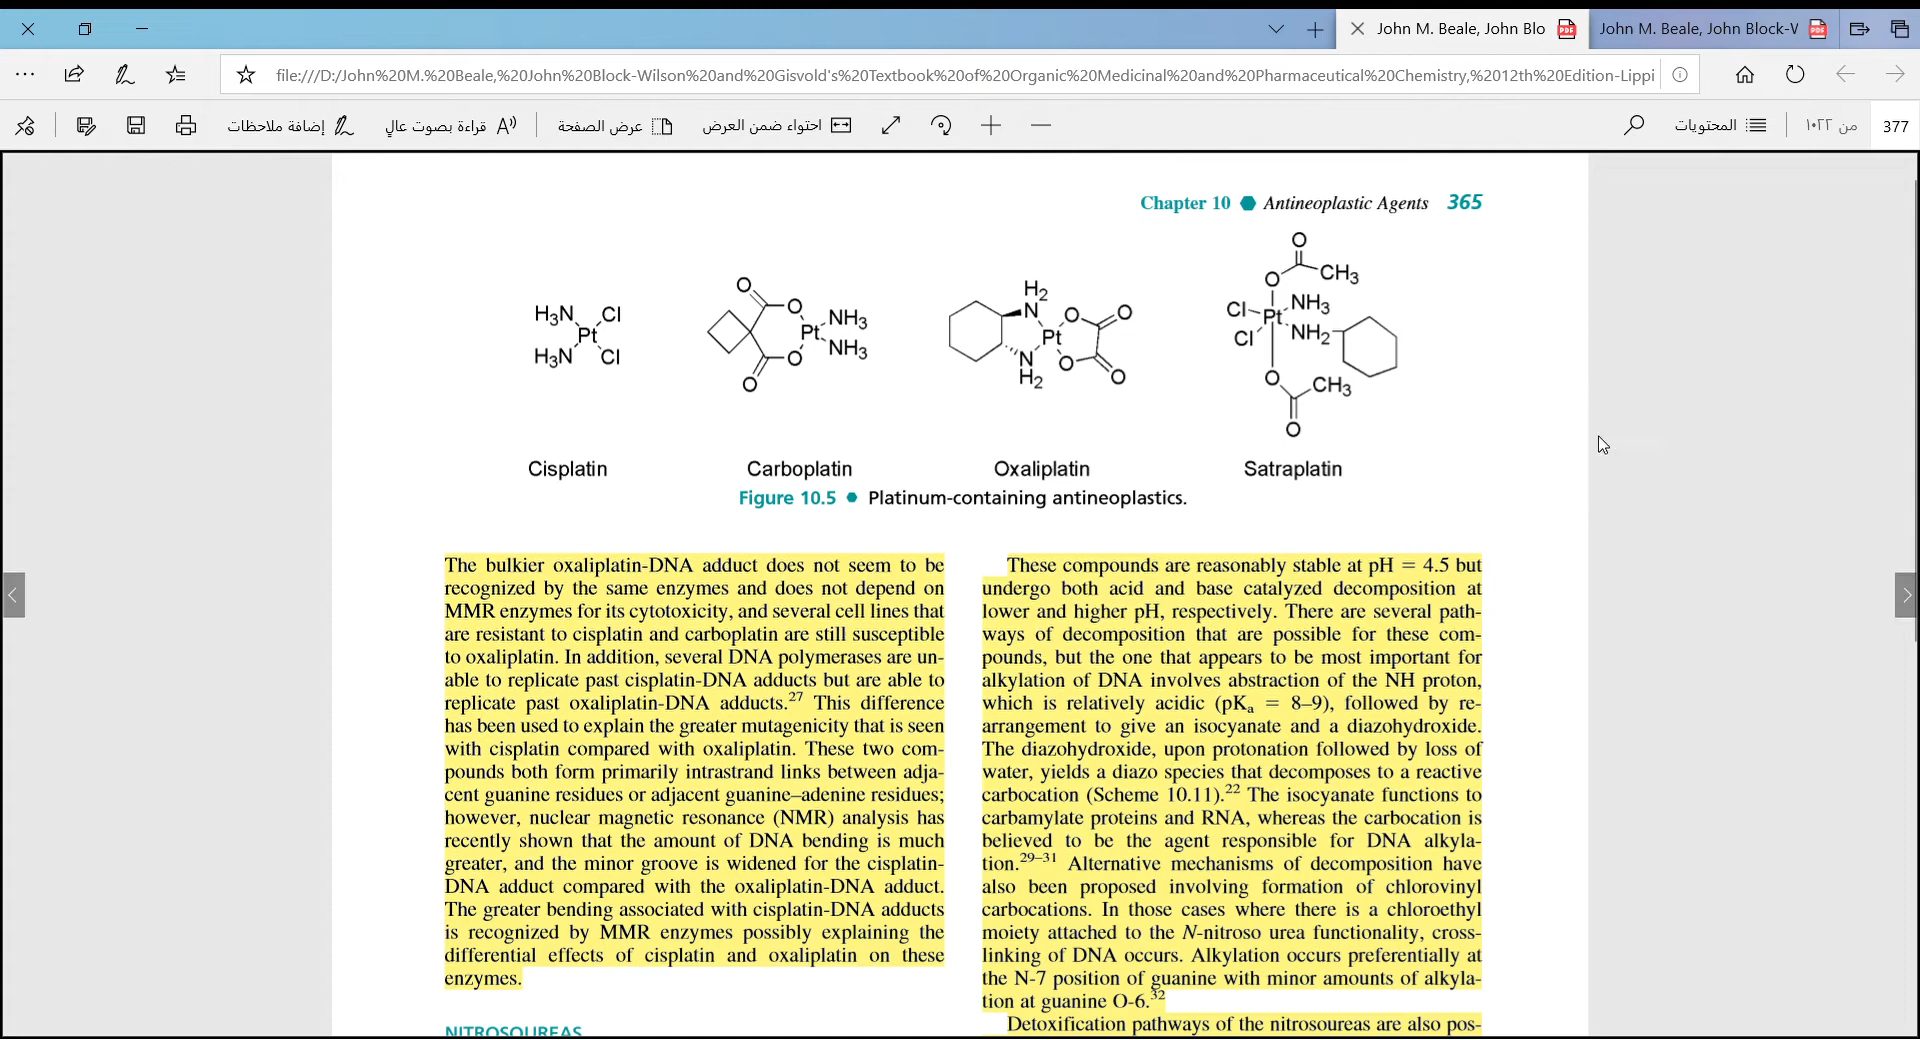 John M. Beale, John Blo
John M. Beale, John Block-V
file:///D:/John%20M.%20Beale,%20John%20Block-Wilson%20and%20Gisvold's%20Textbook%20of%20Organic%20Medicinal%20and%20Pharmaceutical%20Chemistry,%2012th%20Edition-Lippi
إضافة ملاحظات
قراءة بصوت عالٍ
عرض الصفحة
احتواء ضمن العرض
المحتويات
من ١٠٢٢
377
Chapter 10 Antineoplastic Agents 365
H3N Cl
Pt
H3N Cl
O
O
Pt NH3
NH3
O
O
H2
N
Pt
N
H2
O O
O O
O
O CH3
Cl NH3
Pt
Cl NH2
O CH3
O
Cisplatin Carboplatin Oxaliplatin Satraplatin
Figure 10.5 Platinum-containing antineoplastics.
The bulkier oxaliplatin-DNA adduct does not seem to be
recognized by the same enzymes and does not depend on
MMR enzymes for its cytotoxicity, and several cell lines that
are resistant to cisplatin and carboplatin are still susceptible
to oxaliplatin. In addition, several DNA polymerases are un-
able to replicate past cisplatin-DNA adducts but are able to
replicate past oxaliplatin-DNA adducts.27 This difference
has been used to explain the greater mutagenicity that is seen
with cisplatin compared with oxaliplatin. These two com-
pounds both form primarily intrastrand links between adja-
cent guanine residues or adjacent guanine–adenine residues;
however, nuclear magnetic resonance (NMR) analysis has
recently shown that the amount of DNA bending is much
greater, and the minor groove is widened for the cisplatin-
DNA adduct compared with the oxaliplatin-DNA adduct.
The greater bending associated with cisplatin-DNA adducts
is recognized by MMR enzymes possibly explaining the
differential effects of cisplatin and oxaliplatin on these
enzymes.
NITROSOUREAS
These compounds are reasonably stable at pH = 4.5 but
undergo both acid and base catalyzed decomposition at
lower and higher pH, respectively. There are several path-
ways of decomposition that are possible for these com-
pounds, but the one that appears to be most important for
alkylation of DNA involves abstraction of the NH proton,
which is relatively acidic (pKa = 8–9), followed by re-
arrangement to give an isocyanate and a diazohydroxide.
The diazohydroxide, upon protonation followed by loss of
water, yields a diazo species that decomposes to a reactive
carbocation (Scheme 10.11).22 The isocyanate functions to
carbamylate proteins and RNA, whereas the carbocation is
believed to be the agent responsible for DNA alkyla-
tion.29–31 Alternative mechanisms of decomposition have
also been proposed involving formation of chlorovinyl
carbocations. In those cases where there is a chloroethyl
moiety attached to the N-nitroso urea functionality, cross-
linking of DNA occurs. Alkylation occurs preferentially at
the N-7 position of guanine with minor amounts of alkyla-
tion at guanine O-6.32
Detoxification pathways of the nitrosoureas are also pos-